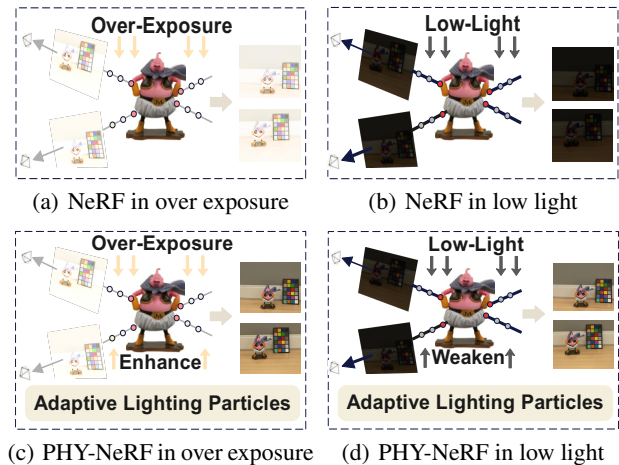 Over-Exposure
(a) NeRF in over exposure
Low-Light
(b) NeRF in low light
Over-Exposure
Enhance
Adaptive Lighting Particles
(c) PHY-NeRF in over exposure
Low-Light
Weaken
Adaptive Lighting Particles
(d) PHY-NeRF in low light